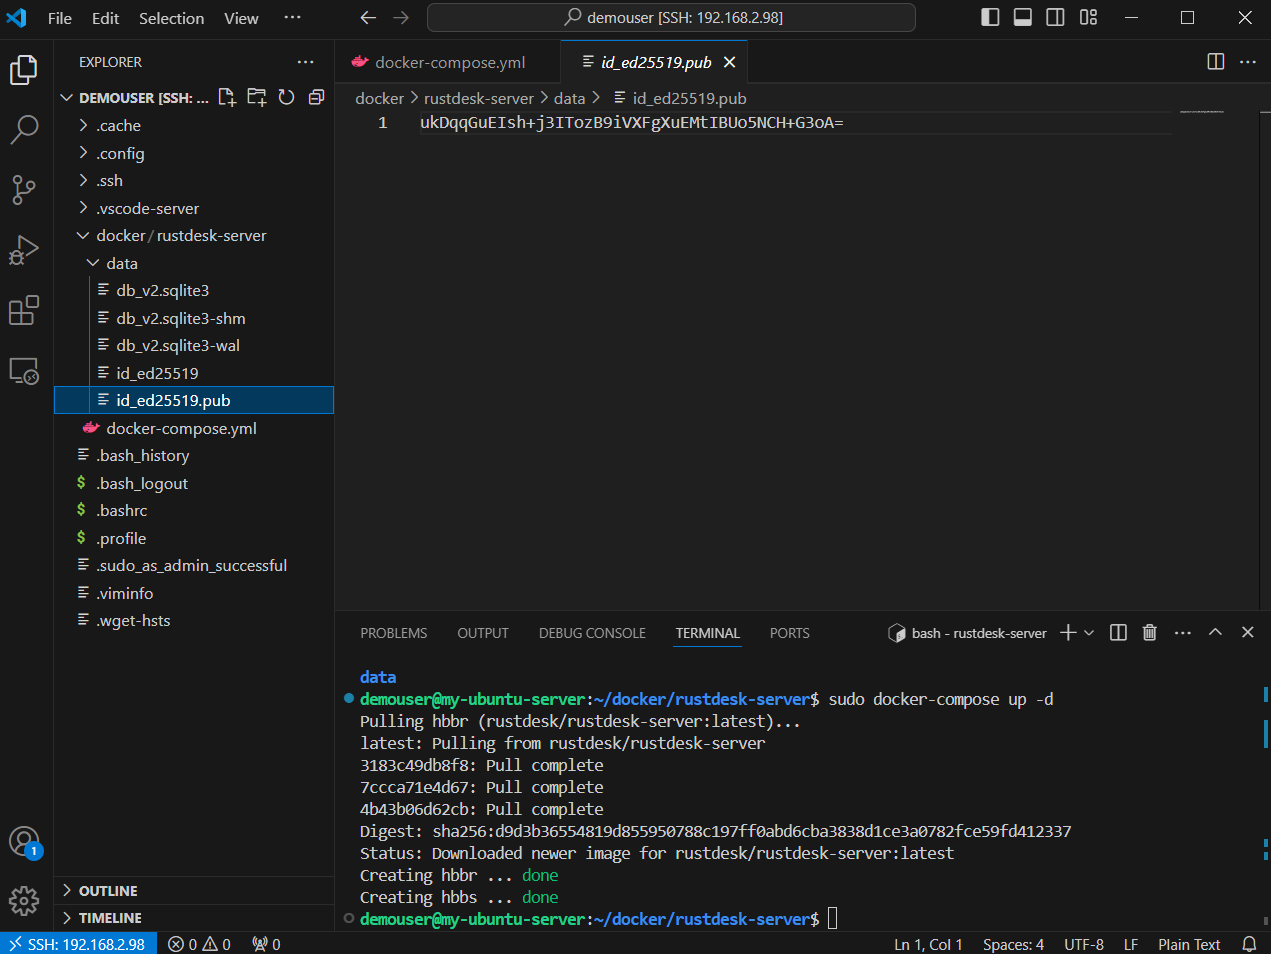 File Edit Selection View ··· demouser [SSH: 192.168.2.98]
EXPLORER ···
DEMOUSER [SSH: ...
.cache
.config
.ssh
.vscode-server
docker/rustdesk-server
data
db_v2.sqlite3
db_v2.sqlite3-shm
db_v2.sqlite3-wal
id_ed25519
id_ed25519.pub
docker-compose.yml
.bash_history
$ .bash_logout
$ .bashrc
$ .profile
.sudo_as_admin_successful
.viminfo
.wget-hsts
OUTLINE
TIMELINE
1
docker-compose.yml id_ed25519.pub
docker > rustdesk-server > data > id_ed25519.pub
1 ukDqqGuEIsh+j3ITozB9iVXFgXuEMtIBUo5NCH+G3oA=
PROBLEMS OUTPUT DEBUG CONSOLE TERMINAL PORTS bash - rustdesk-server
data
demouser@my-ubuntu-server:~/docker/rustdesk-server$ sudo docker-compose up -d
Pulling hbbr (rustdesk/rustdesk-server:latest)...
latest: Pulling from rustdesk/rustdesk-server
3183c49db8f8: Pull complete
7ccca71e4d67: Pull complete
4b43b06d62cb: Pull complete
Digest: sha256:d9d3b36554819d855950788c197ff0abd6cba3838d1ce3a0782fce59fd412337
Status: Downloaded newer image for rustdesk/rustdesk-server:latest
Creating hbbr ... done
Creating hbbs ... done
demouser@my-ubuntu-server:~/docker/rustdesk-server$
SSH: 192.168.2.98 0 0 0 Ln 1, Col 1 Spaces: 4 UTF-8 LF Plain Text